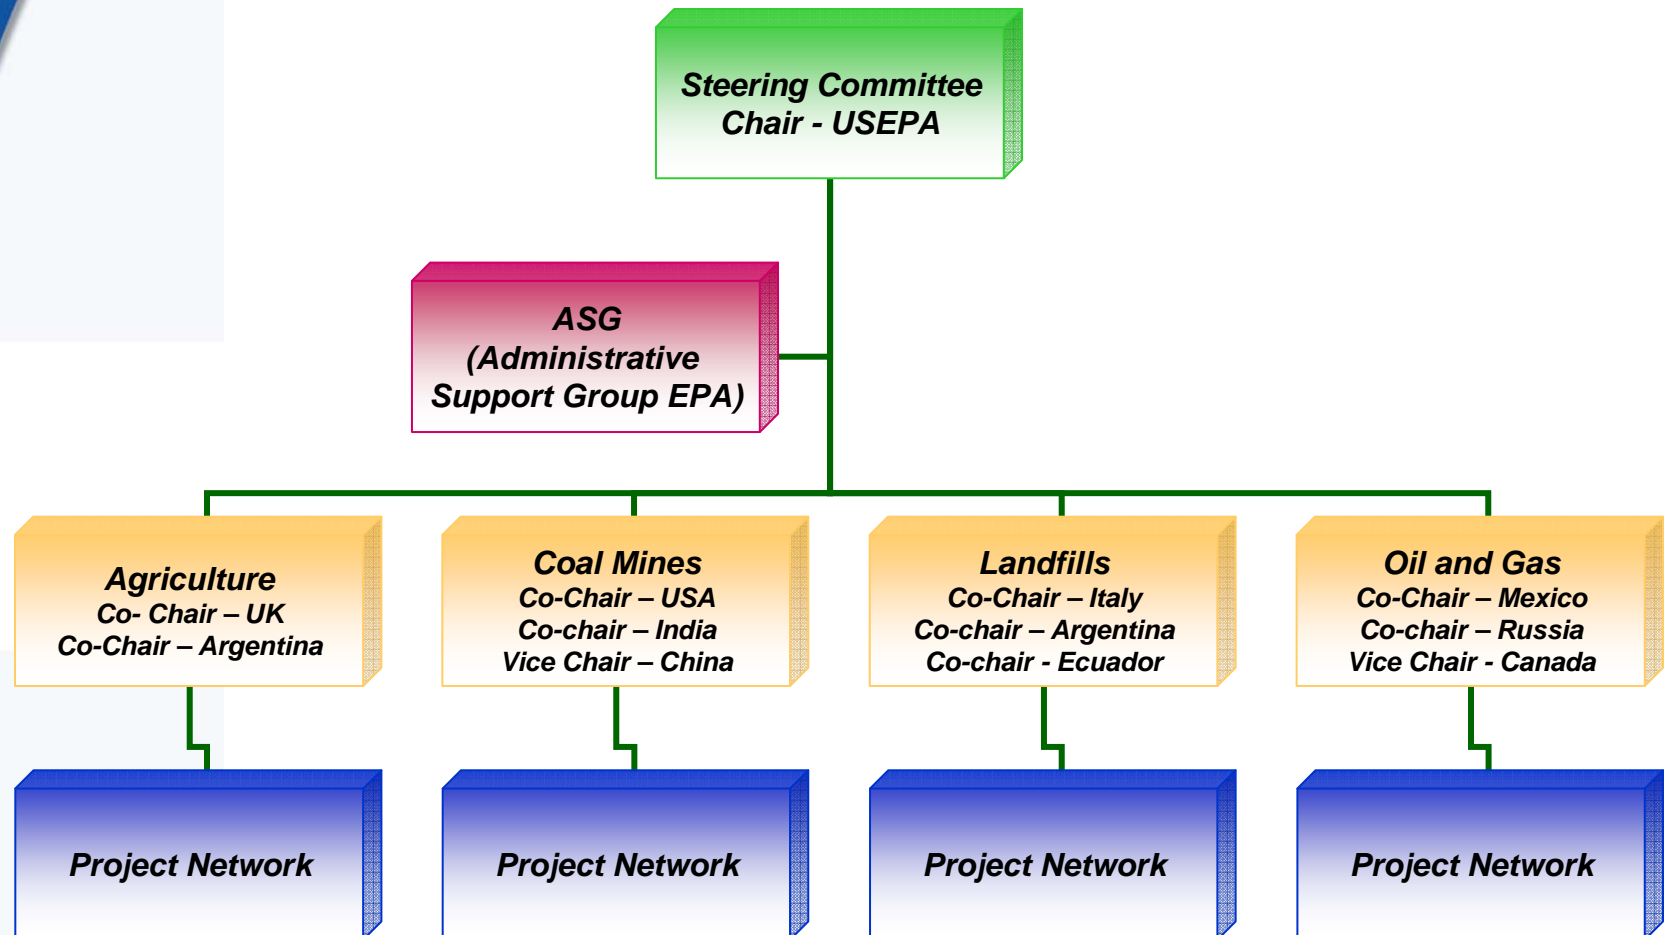 Steering Committee
Chair - USEPA
ASG
(Administrative
Support Group EPA)
Agriculture
Co- Chair – UK
Co-Chair – Argentina
Coal Mines
Co-Chair – USA
Co-chair – India
Vice Chair – China
Landfills
Co-Chair – Italy
Co-chair – Argentina
Co-chair - Ecuador
Oil and Gas
Co-Chair – Mexico
Co-chair – Russia
Vice Chair - Canada
Project Network
Project Network
Project Network
Project Network